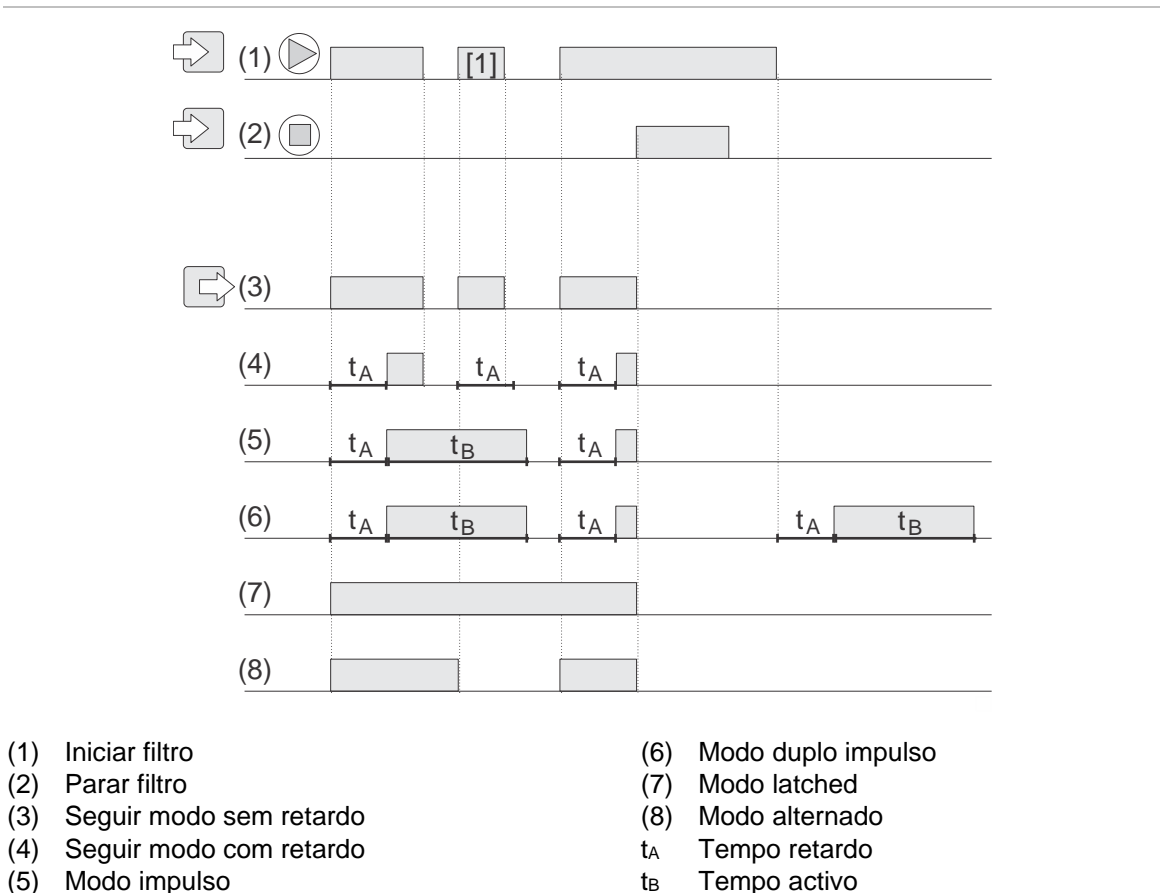 (1) [1]
(2)
(3)
(4) tA tA tA
(5) tA tB tA
(6) tA tB tA tA tB
(7)
(8)
(1) Iniciar filtro
(2) Parar filtro
(3) Seguir modo sem retardo
(4) Seguir modo com retardo
(5) Modo impulso
(6) Modo duplo impulso
(7) Modo latched
(8) Modo alternado
tA Tempo retardo
tB Tempo activo